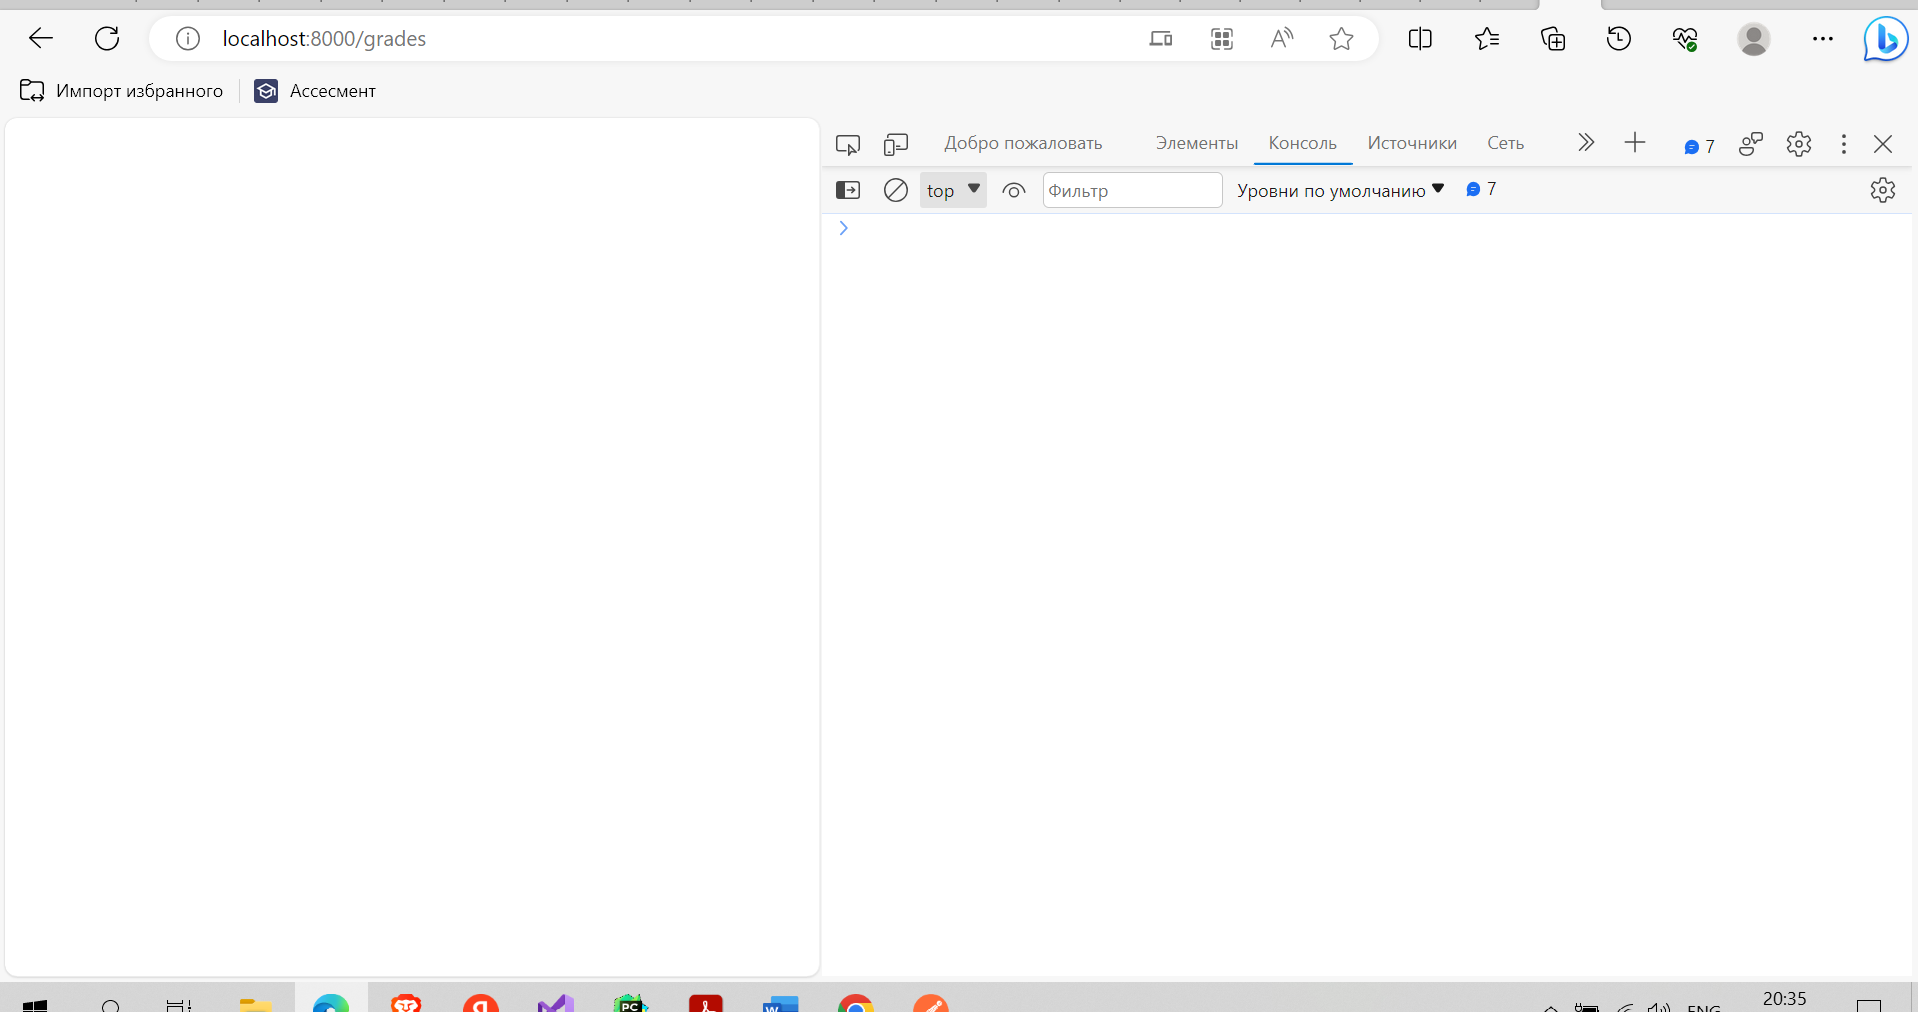 localhost:8000/grades
Импорт избранного
Ассесмент
Добро пожаловать Элементы Консоль Источники Сеть 7
top Фильтр Уровни по умолчанию 7
PC
W
ENG
20:35